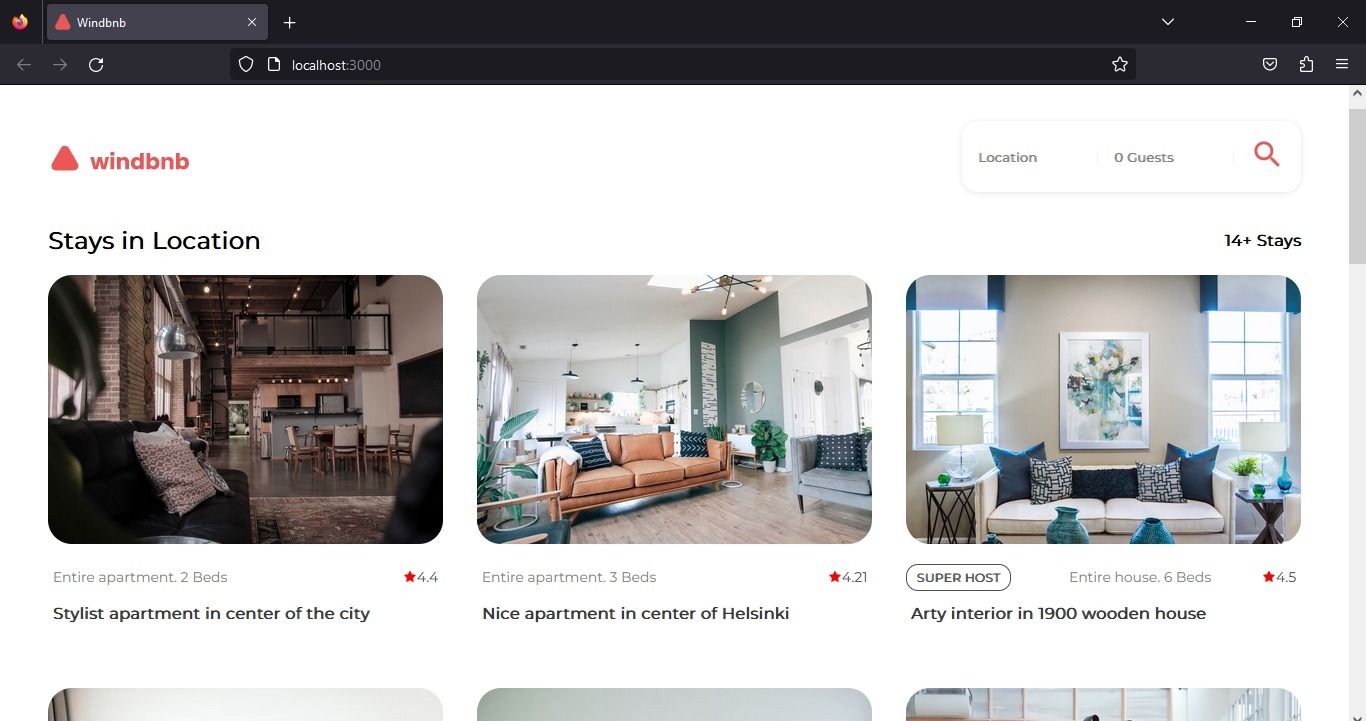 Windbnb
localhost:3000
windbnb
Location
0 Guests
Stays in Location
14+ Stays
Entire apartment. 2 Beds
4.4
Stylist apartment in center of the city
Entire apartment. 3 Beds
4.21
Nice apartment in center of Helsinki
SUPER HOST
Entire house. 6 Beds
4.5
Arty interior in 1900 wooden house